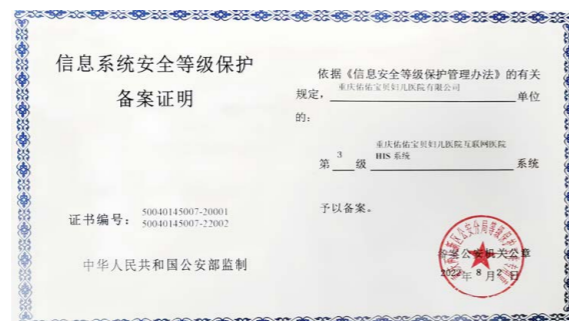 信息系统安全等级保护
备案证明
证书编号：
50040145007-20001
50040145007-22002
中华人民共和国公安部监制
依据《信息安全等级保护管理办法》的有关
规定，重庆佑佑宝贝妇儿医院有限公司单位
的：
重庆佑佑宝贝妇儿医院互联网医院
第 3 级 HIS 系统 系统
予以备案。
备案公安机关公章
2022年 8 月 2 日